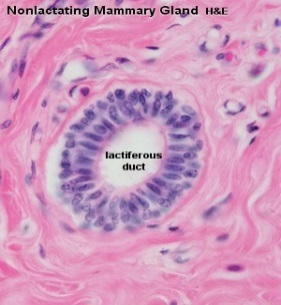 Nonlactating Mammary Gland H&E
lactiferous
duct